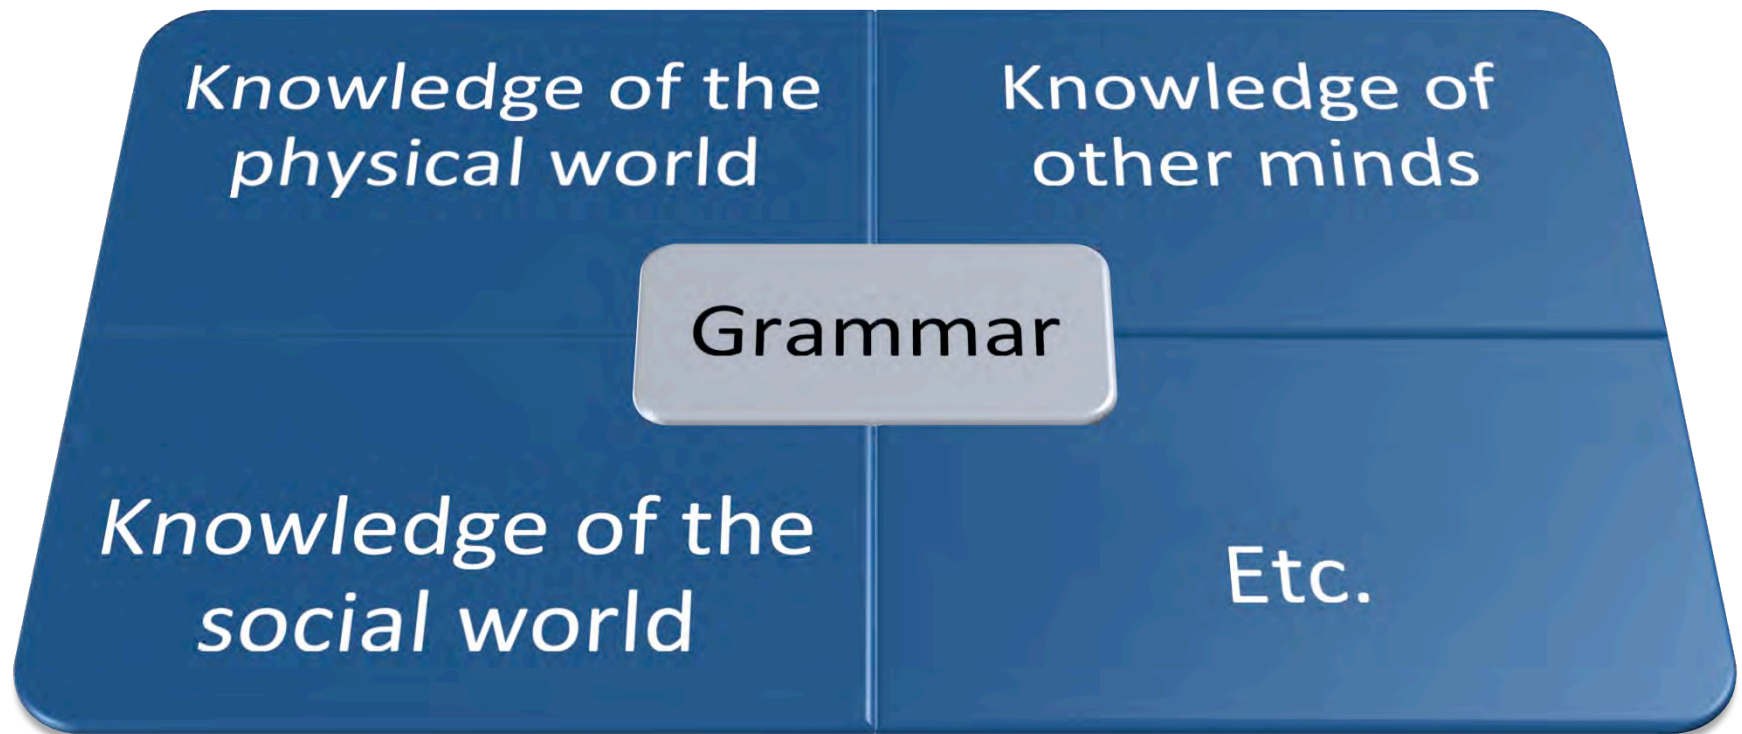 Knowledge of the
physical world
Knowledge of
other minds
Grammar
Knowledge of the
social world
Etc.